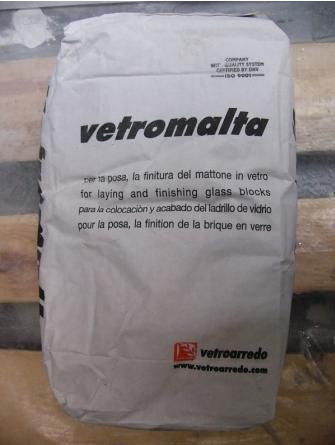 COMPANY
WITH QUALITY SYSTEM
CERTIFIED BY DNV
ISO 9001
vetromalta
per la posa, la finitura del mattone in vetro
for laying and finishing glass blocks
para la colocación y acabado del ladrillo de vidrio
pour la posa, la finition de la brique en verre
vetroarredo
www.vetroarredo.com